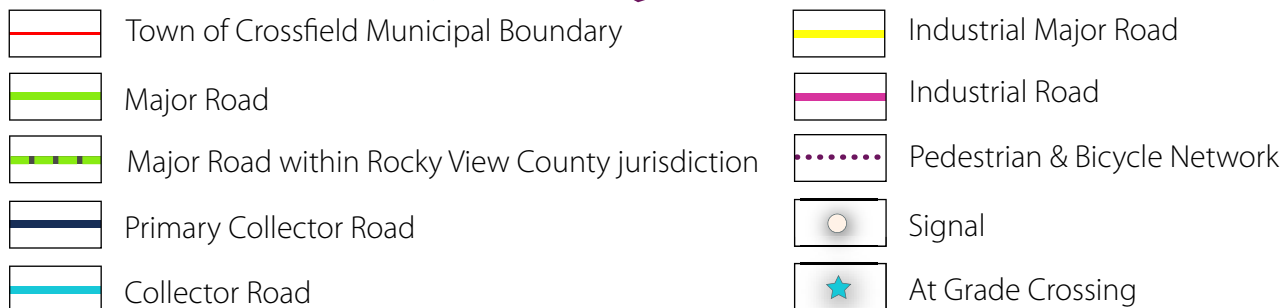 Town of Crossfield Municipal Boundary
Major Road
Major Road within Rocky View County jurisdiction
Primary Collector Road
Collector Road
Industrial Major Road
Industrial Road
Pedestrian & Bicycle Network
Signal
At Grade Crossing